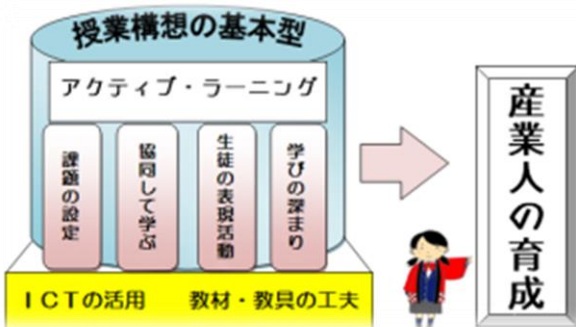 授業構想の基本型
アクティブ・ラーニング
課題の設定
協同して学ぶ
生徒の表現活動
学びの深まり
ICTの活用 教材・教具の工夫
産業人の育成